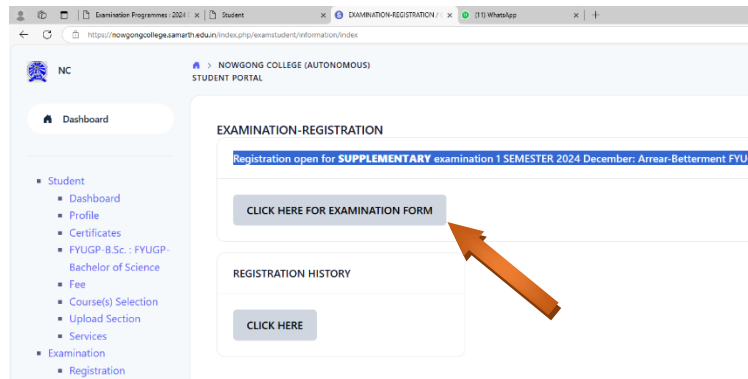 Examination Programmes : 2024
Student
EXAMINATION-REGISTRATION /
(11) WhatsApp
https://nowgongcollege.samarth.edu.in/index.php/examstudent/information/index
NC
> NOWGONG COLLEGE (AUTONOMOUS)
STUDENT PORTAL
Dashboard
EXAMINATION-REGISTRATION
Registration open for SUPPLEMENTARY examination 1 SEMESTER 2024 December: Arrear-Betterment FYU
CLICK HERE FOR EXAMINATION FORM
REGISTRATION HISTORY
CLICK HERE
Student
Dashboard
Profile
Certificates
FYUGP-B.Sc. : FYUGP-
Bachelor of Science
Fee
Course(s) Selection
Upload Section
Services
Examination
Registration